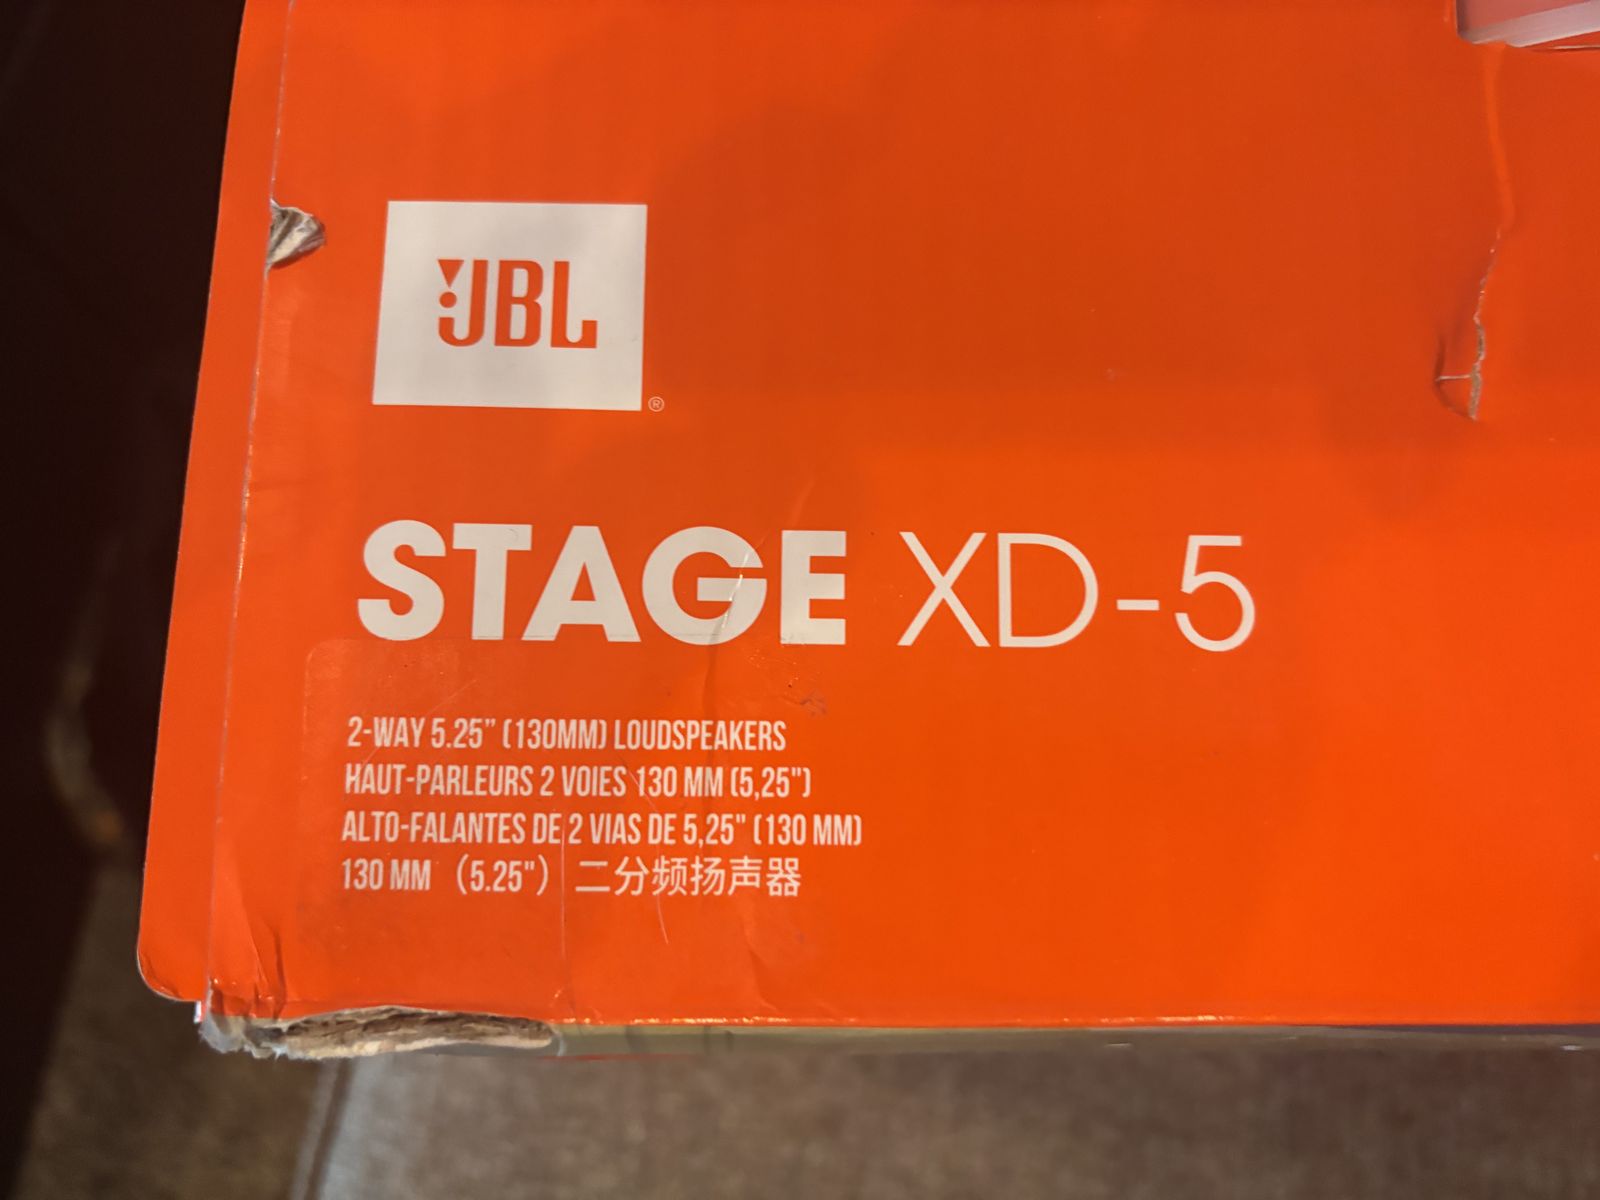 JBL
®
STAGE XD-5
2-WAY 5.25” (130MM) LOUDSPEAKERS
HAUT-PARLEURS 2 VOIES 130 MM (5,25")
ALTO-FALANTES DE 2 VIAS DE 5,25" (130 MM)
130 MM（5.25"）二分频扬声器